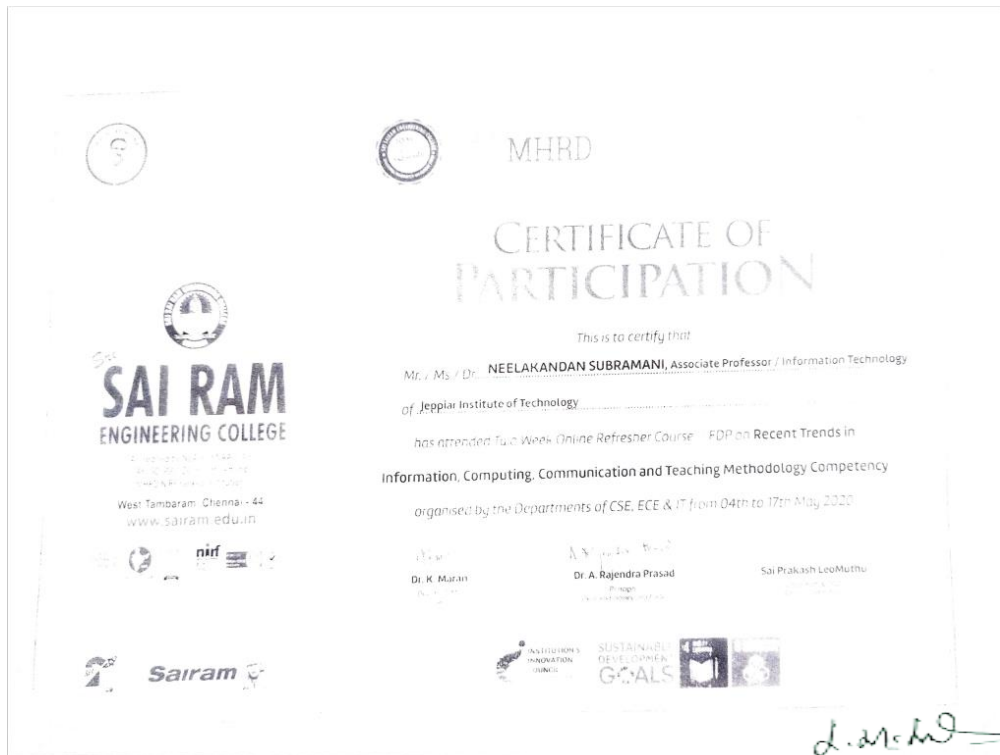 MHRD
CERTIFICATE OF
PARTICIPATION
This is to certify that
Mr. / Ms. / Dr. NEELAKANDAN SUBRAMANI, Associate Professor / Information Technology
of Jeppiar Institute of Technology
has attended Two Week Online Refresher Course FDP on Recent Trends in
Information, Computing, Communication and Teaching Methodology Competency
organised by the Departments of CSE, ECE & IT from 04th to 17th May 2020
Dr. K. Maran
Dr. A. Rajendra Prasad
Principal
Sai Prakash LeoMuthu
Sri
SAI RAM
ENGINEERING COLLEGE
West Tambaram, Chennai - 44
www.sairam.edu.in
nirf
Sairam
INSTITUTION'S
INNOVATION
COUNCIL
SUSTAINABLE
DEVELOPMENT
GOALS